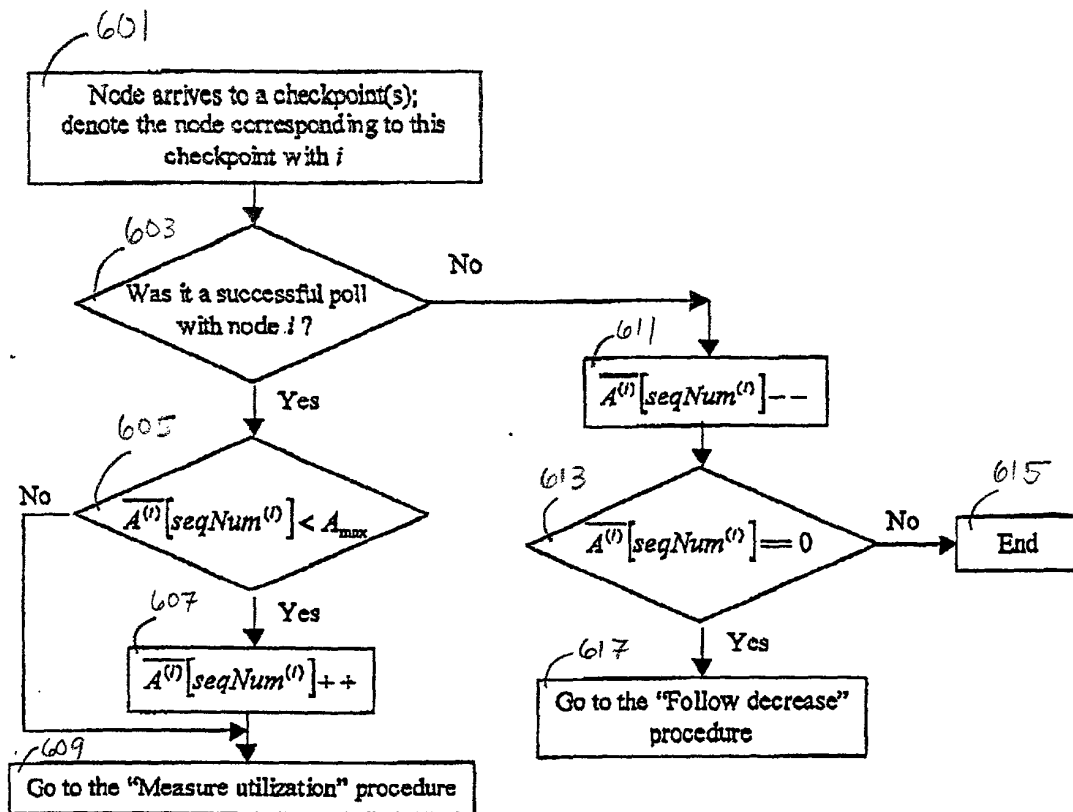 601
Node arrives to a checkpoint(s);
denote the node corresponding to this
checkpoint with i
603
Was it a successful poll
with node i ?
No
Yes
605
No
A^(i)[seqNum^(i)] < A_max
Yes
607
A^(i)[seqNum^(i)]++
609
Go to the “Measure utilization” procedure
611
A^(i)[seqNum^(i)]−−
613
A^(i)[seqNum^(i)]==0
No
615
End
Yes
617
Go to the “Follow decrease”
procedure